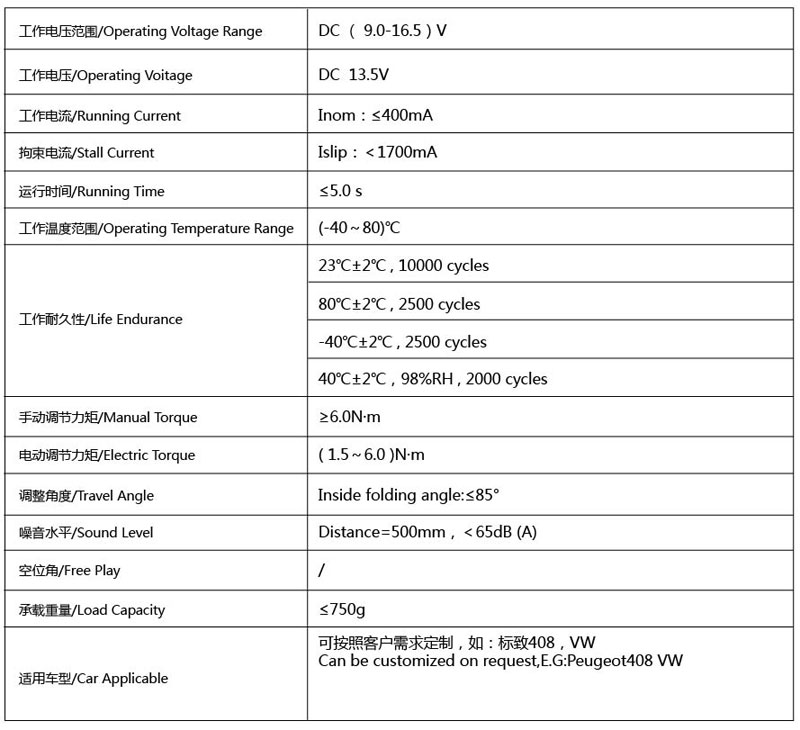 工作电压范围/Operating Voltage Range
DC （ 9.0-16.5 ) V
工作电压/Operating Voitage
DC 13.5V
工作电流/Running Current
Inom：≤400mA
拘束电流/Stall Current
Islip：＜1700mA
运行时间/Running Time
≤5.0 s
工作温度范围/Operating Temperature Range
(-40～80)℃
工作耐久性/Life Endurance
23℃±2℃ , 10000 cycles
80℃±2℃ , 2500 cycles
-40℃±2℃ , 2500 cycles
40℃±2℃，98%RH , 2000 cycles
手动调节力矩/Manual Torque
≥6.0N·m
电动调节力矩/Electric Torque
( 1.5～6.0 )N·m
调整角度/Travel Angle
Inside folding angle:≤85°
噪音水平/Sound Level
Distance=500mm，＜65dB (A)
空位角/Free Play
/
承载重量/Load Capacity
≤750g
适用车型/Car Applicable
可按照客户需求定制，如：标致408，VW
Can be customized on request,E.G:Peugeot408 VW